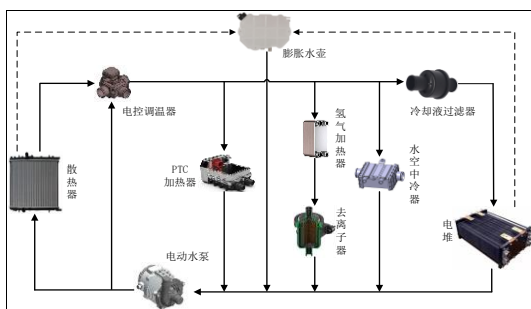 膨胀水壶
电控调温器
冷却液过滤器
散热器
PTC
加热器
氢气加热器
水空中冷器
去离子器
电堆
电动水泵